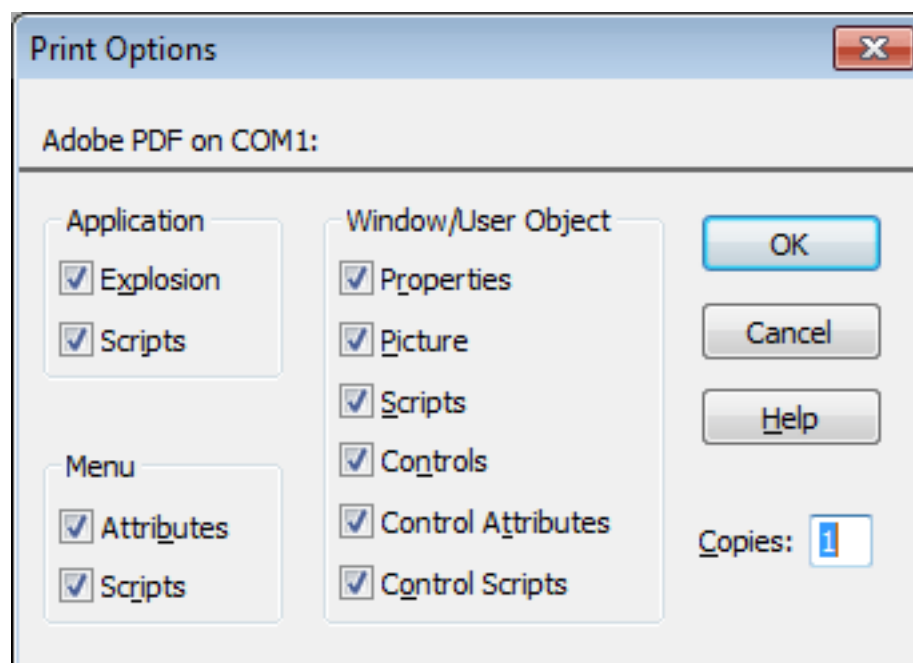 Print Options
Adobe PDF on COM1:
Application
Explosion
Scripts
Menu
Attributes
Scripts
Window/User Object
Properties
Picture
Scripts
Controls
Control Attributes
Control Scripts
OK
Cancel
Help
Copies: 1